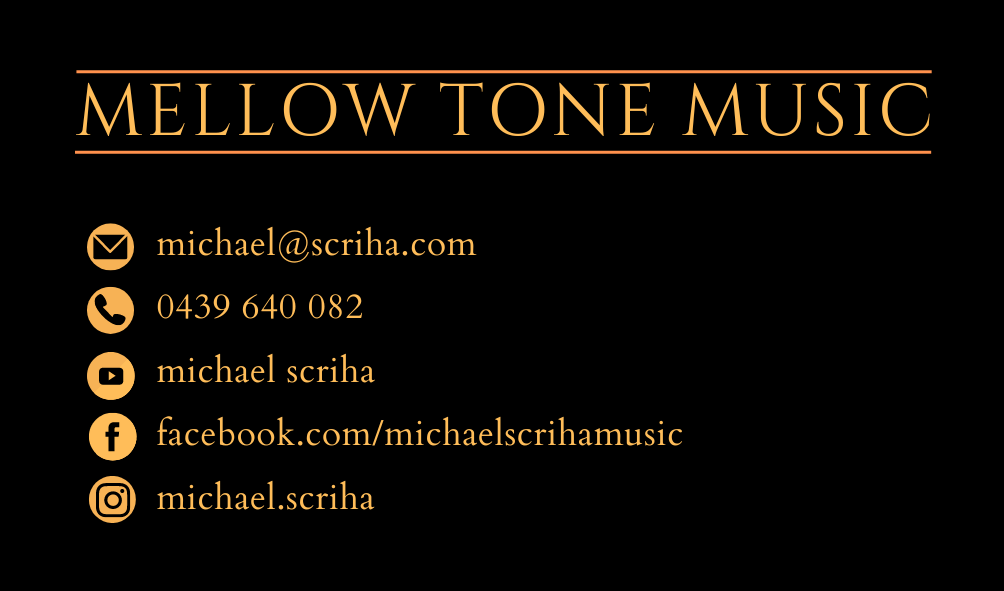 MELLOW TONE MUSIC
michael@scriha.com
0439 640 082
michael scriha
facebook.com/michaelscrihamusic
michael.scriha